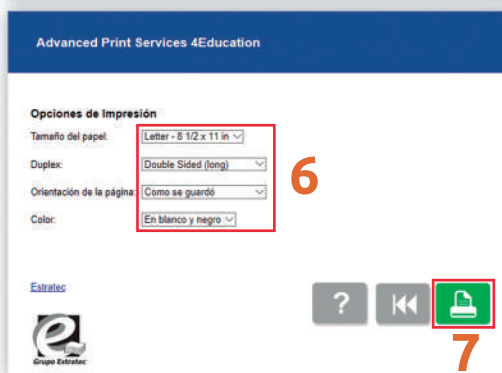 Advanced Print Services 4Education
Opciones de Impresión
Tamaño del papel: Letter - 8 1/2 x 11 in
Duplex: Double Sided (long)
Orientación de la página: Como se guardó
Color: En blanco y negro
6
Estratec
?
7
Grupo Estratec